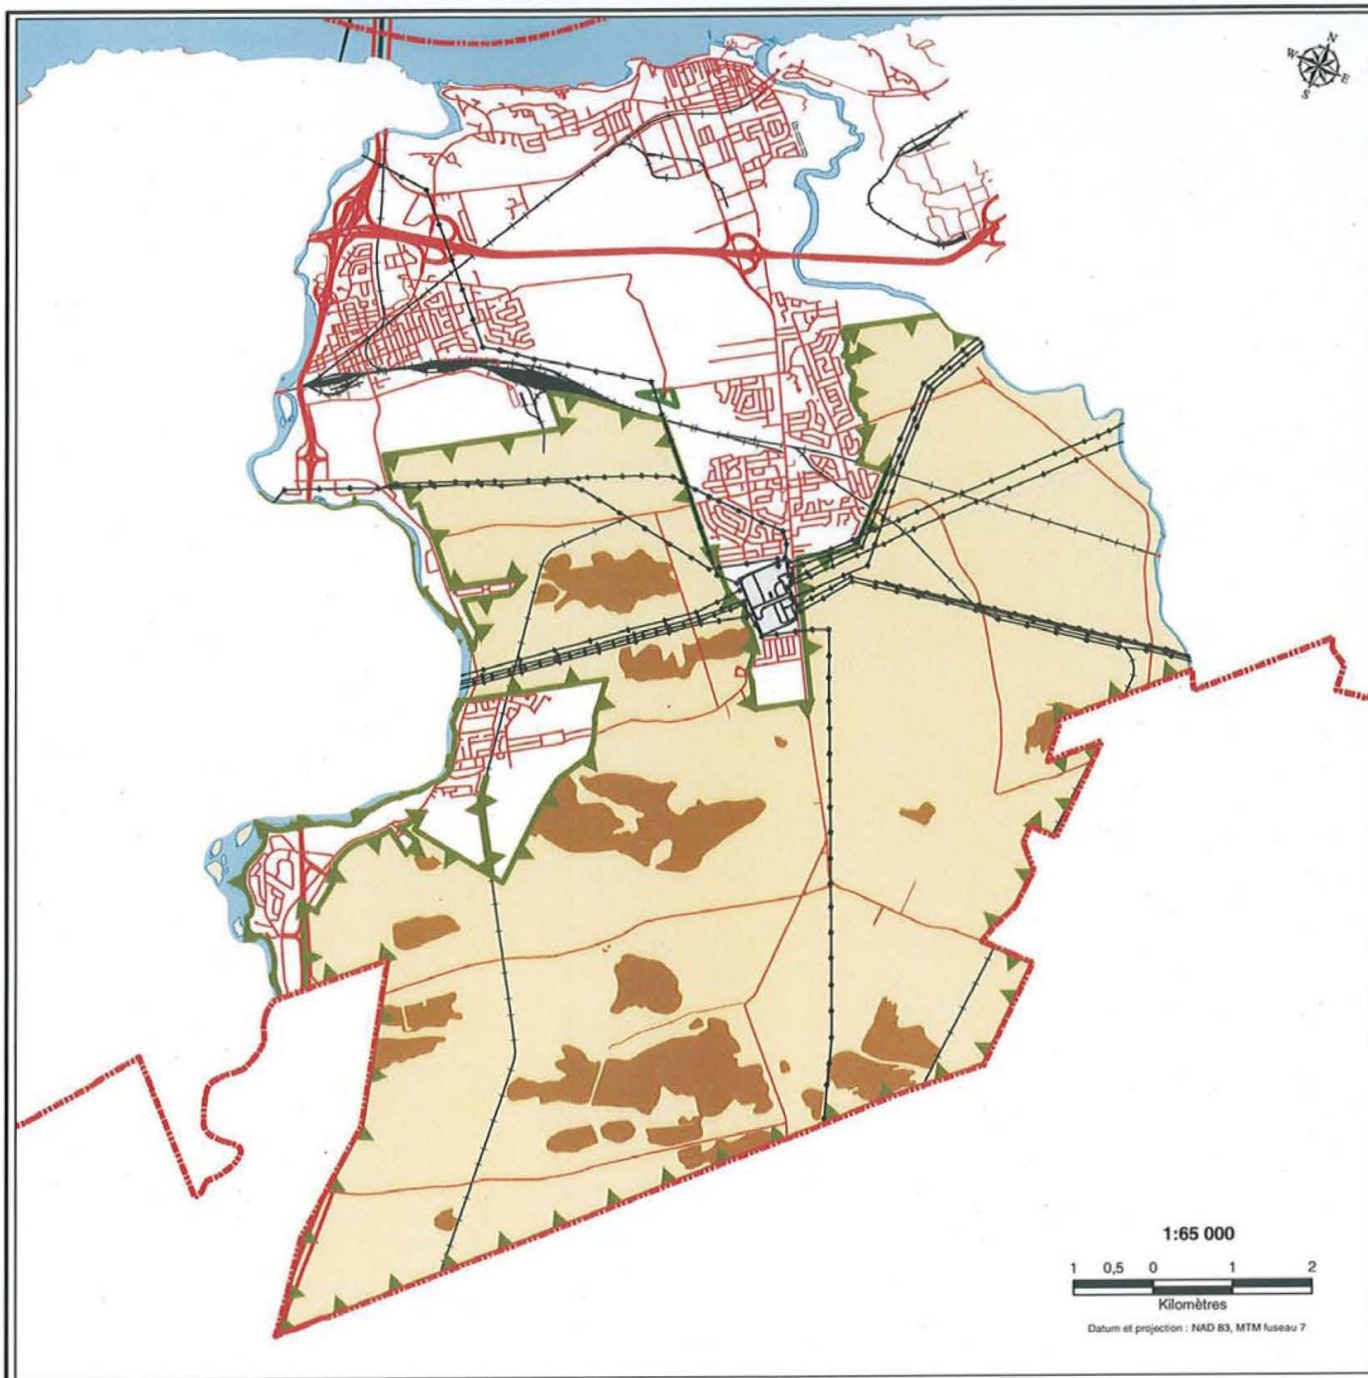 N
W
E
S
1:65 000
1 0,5 0 1 2
Kilomètres
Datum et projection : NAD 83, MTM fuseau 7